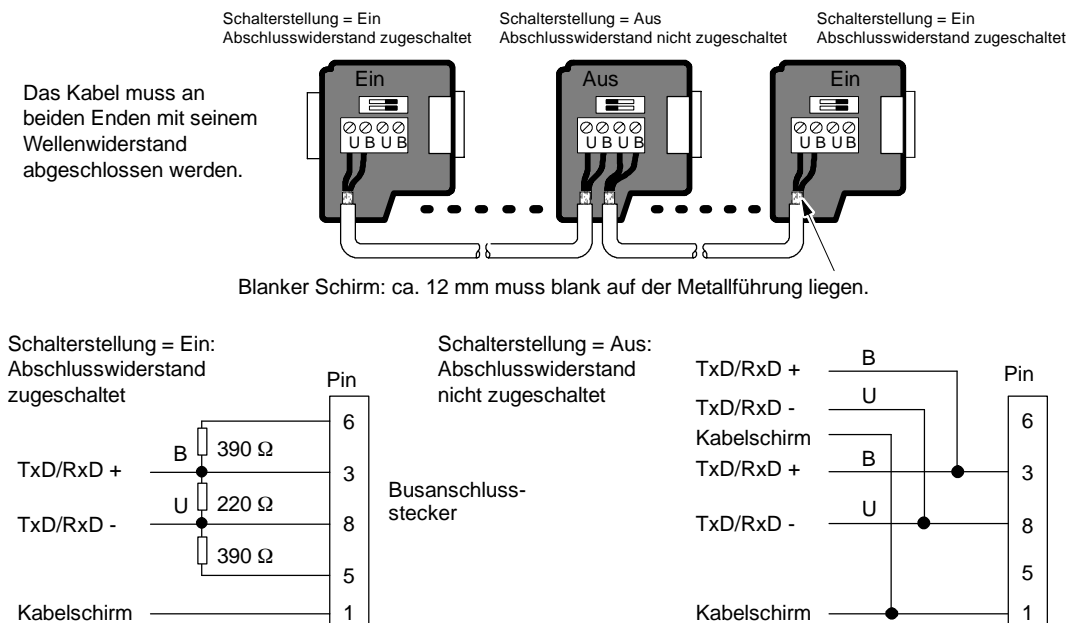 Schalterstellung = Ein
Abschlusswiderstand zugeschaltet
Schalterstellung = Aus
Abschlusswiderstand nicht zugeschaltet
Schalterstellung = Ein
Abschlusswiderstand zugeschaltet
Das Kabel muss an
beiden Enden mit seinem
Wellenwiderstand
abgeschlossen werden.
Ein
U B U B
Aus
U B U B
Ein
U B U B
Blanker Schirm: ca. 12 mm muss blank auf der Metallführung liegen.
Schalterstellung = Ein:
Abschlusswiderstand
zugeschaltet
Pin
6
390 Ω
B
TxD/RxD +
3
220 Ω
U
TxD/RxD -
8
390 Ω
5
Kabelschirm
1
Busanschluss-
stecker
Schalterstellung = Aus:
Abschlusswiderstand
nicht zugeschaltet
Pin
TxD/RxD +
B
TxD/RxD -
U
6
Kabelschirm
TxD/RxD +
B
3
TxD/RxD -
U
8
5
Kabelschirm
1